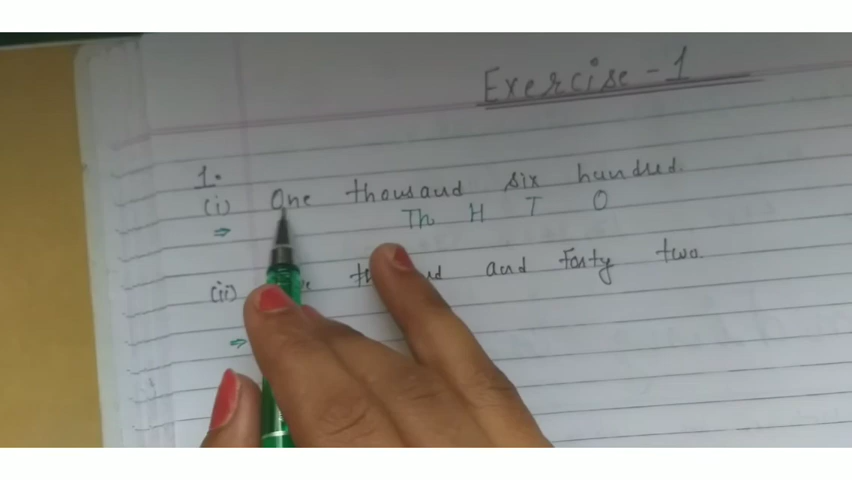 Exercise - 1
1.
(i) One thousand six hundred.
Th H T O
⇒
(ii) and Forty two.
⇒